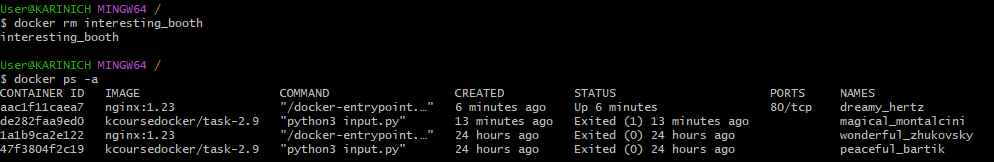 User@KARINICH MINGW64 /
$ docker rm interesting_booth
interesting_booth
User@KARINICH MINGW64 /
$ docker ps -a
CONTAINER ID IMAGE COMMAND CREATED STATUS PORTS NAMES
aac1f11caea7 nginx:1.23 "/docker-entrypoint.…" 6 minutes ago Up 6 minutes 80/tcp dreamy_hertz
de282faa9ed0 kcoursedocker/task-2.9 "python3 input.py" 13 minutes ago Exited (1) 13 minutes ago magical_montalcini
1a1b9ca2e122 nginx:1.23 "/docker-entrypoint.…" 24 hours ago Exited (0) 24 hours ago wonderful_zhukovsky
47f3804f2c19 kcoursedocker/task-2.9 "python3 input.py" 24 hours ago Exited (0) 24 hours ago peaceful_bartik